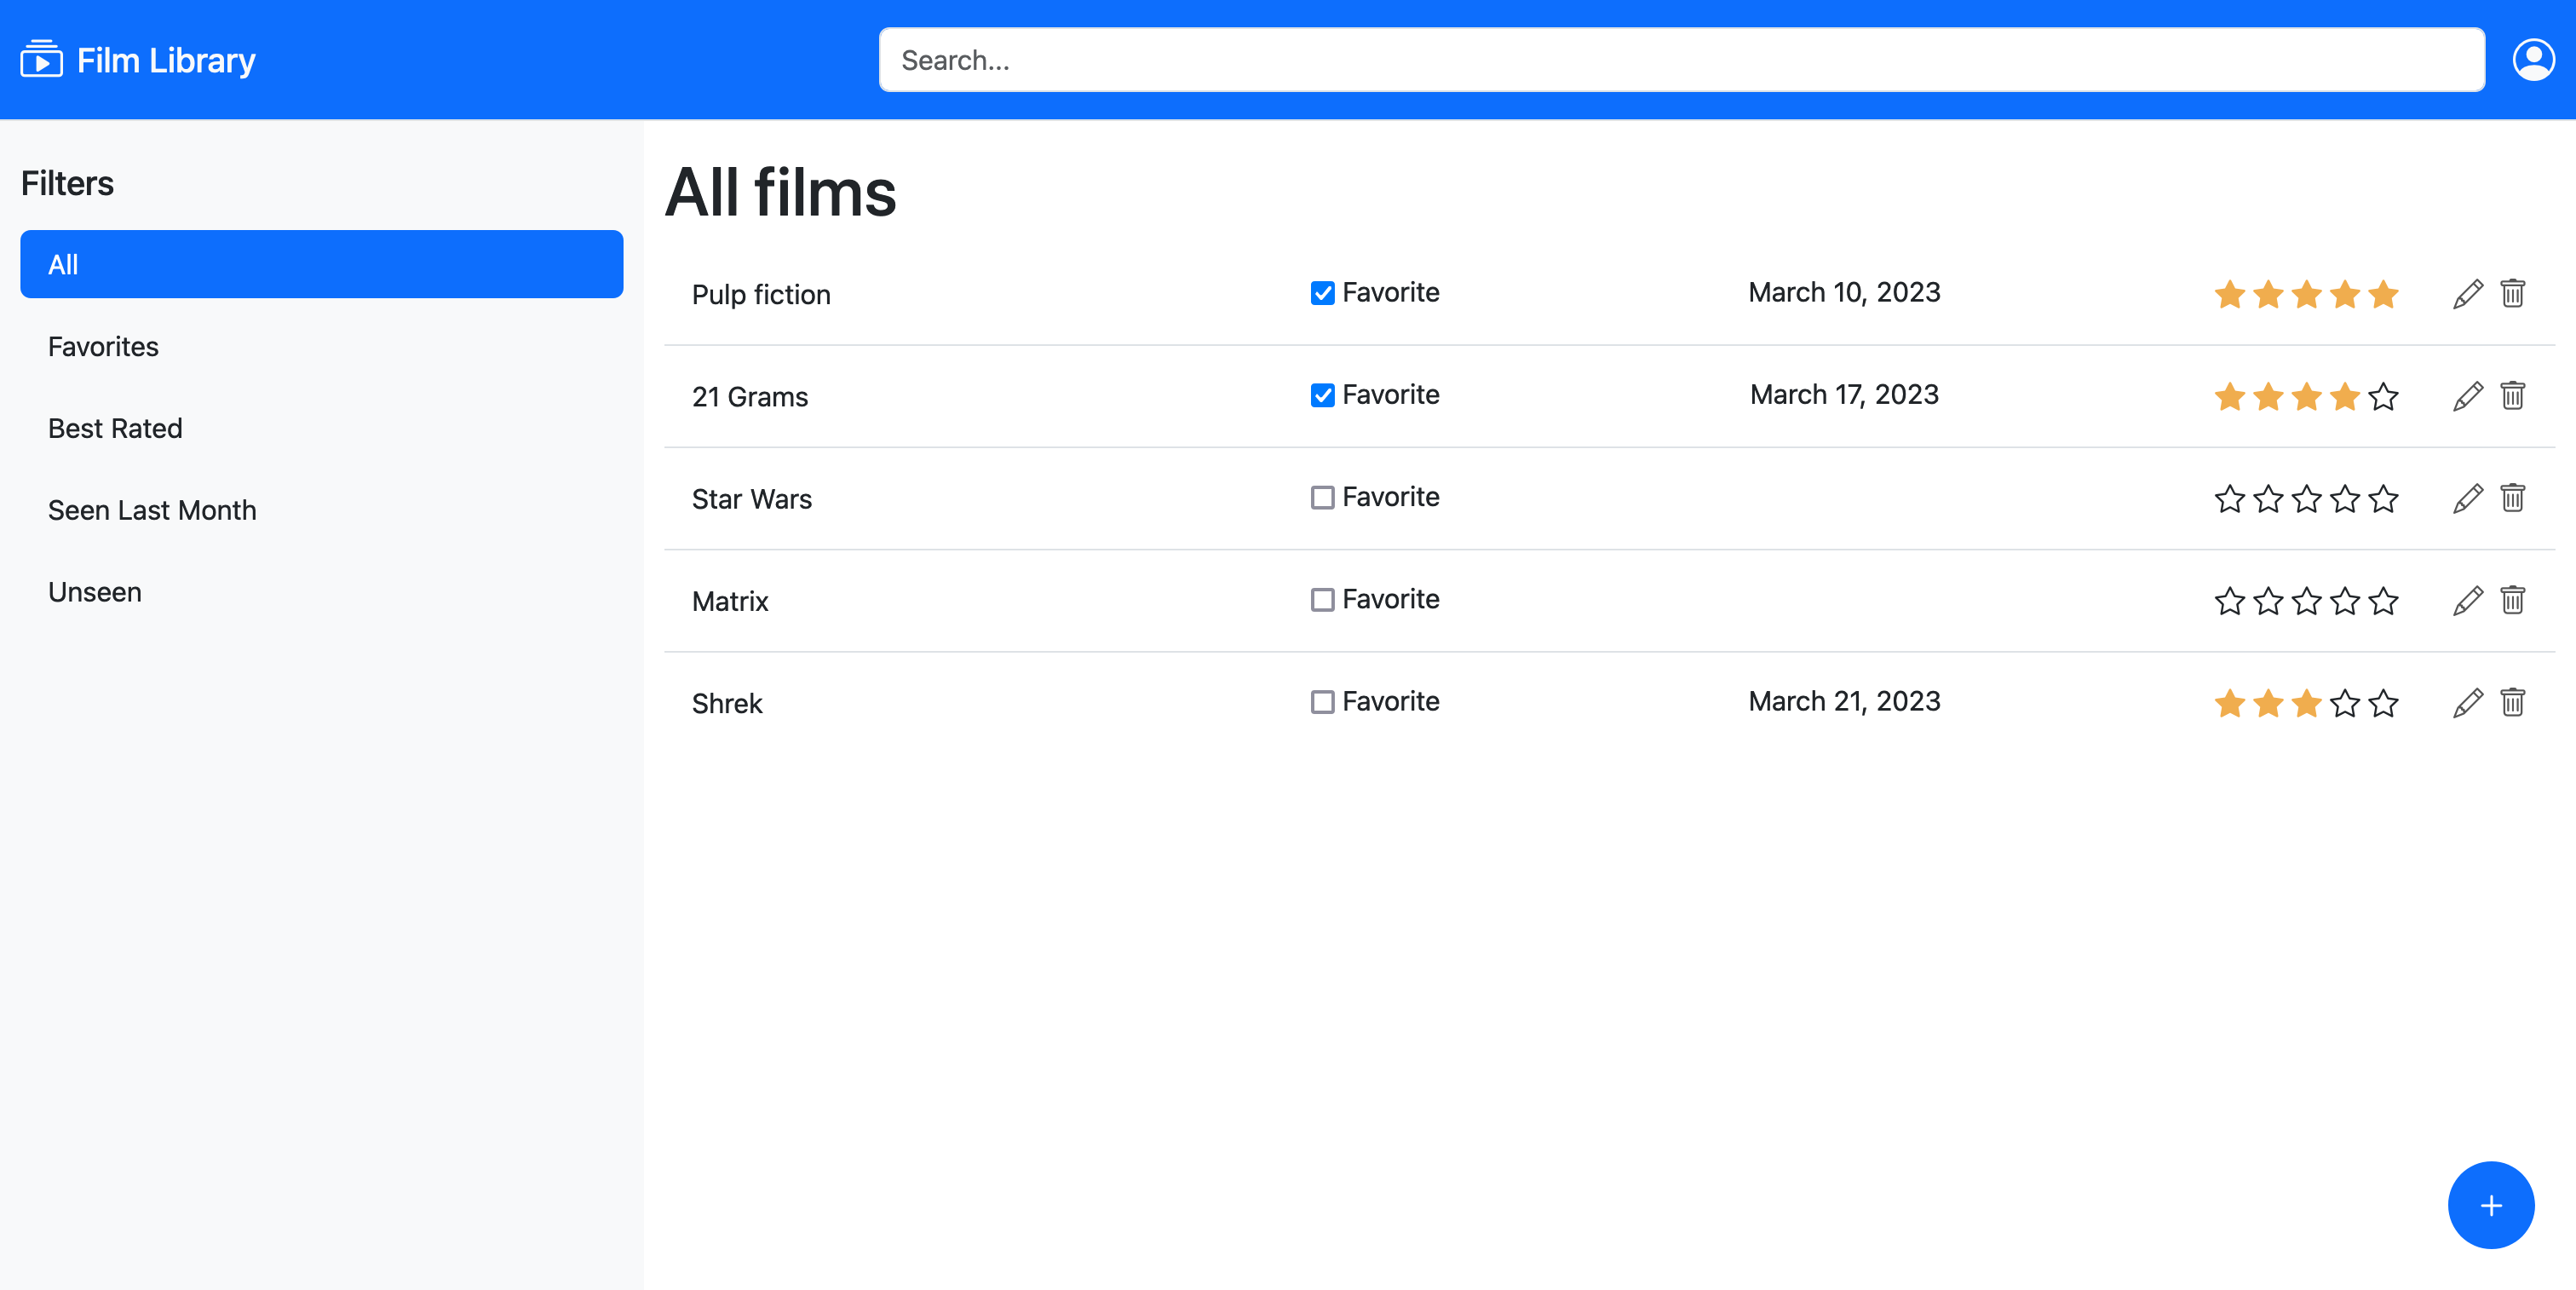 Film Library
Search...
Filters
All
Favorites
Best Rated
Seen Last Month
Unseen
All films
Pulp fiction Favorite March 10, 2023
21 Grams Favorite March 17, 2023
Star Wars Favorite
Matrix Favorite
Shrek Favorite March 21, 2023
+